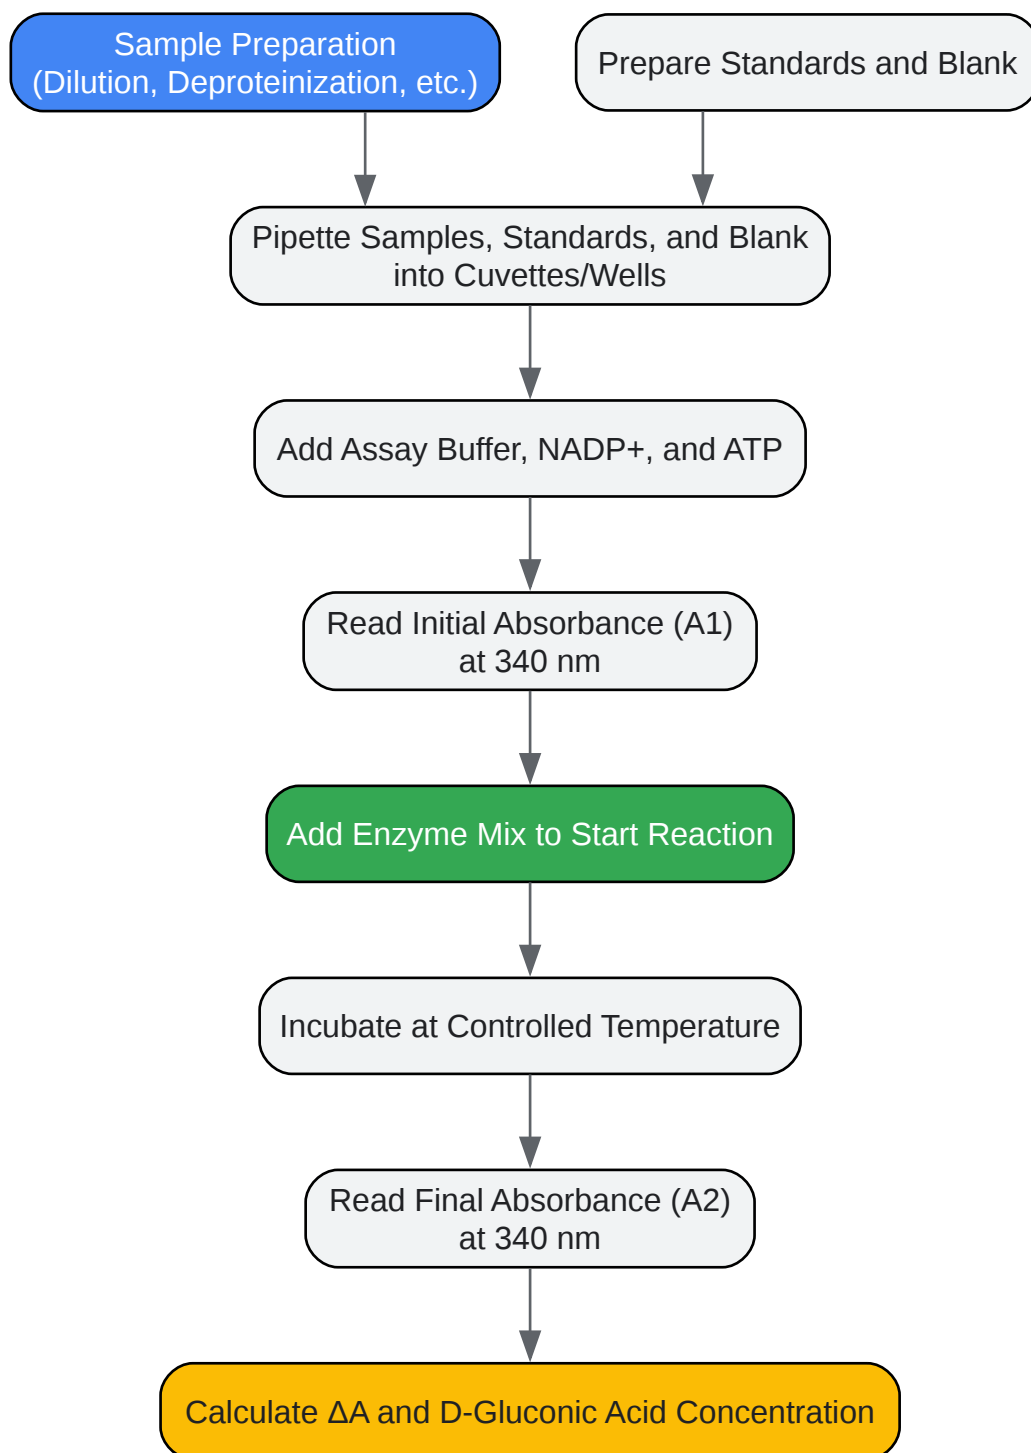 Sample Preparation
(Dilution, Deproteinization, etc.)
Prepare Standards and Blank
Pipette Samples, Standards, and Blank
into Cuvettes/Wells
Add Assay Buffer, NADP+, and ATP
Read Initial Absorbance (A1)
at 340 nm
Add Enzyme Mix to Start Reaction
Incubate at Controlled Temperature
Read Final Absorbance (A2)
at 340 nm
Calculate ΔA and D-Gluconic Acid Concentration